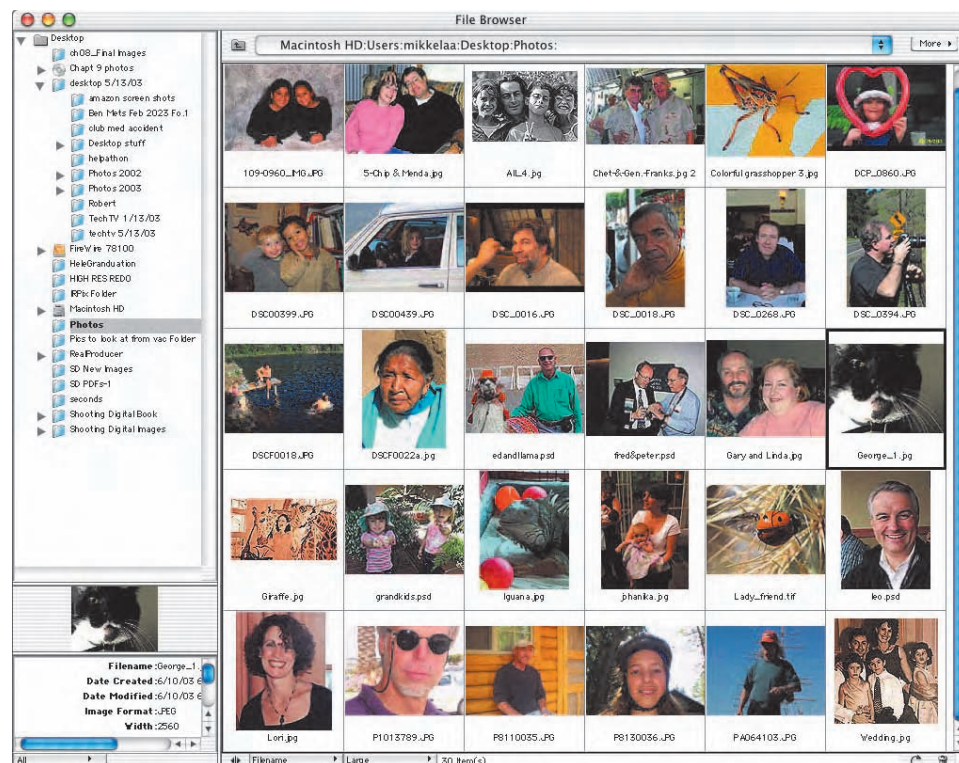 File Browser
Desktop
ch08_Final Images
Chapt 9 photos
desktop 5/13/03
amazon soreen shots
Ben Mets Feb 2023 Fo.1
club med accident
Desktop stuff
helpathon
Photos 2002
Photos 2003
Robert
TechTV 1/13/03
techtv 5/13/03
FireWire 78100
HeleGranduation
HIGH RES REDO
IRPix Folder
Macintosh HD
Photos
Pics to look at from vac Folder
RealProducer
SD New Images
SD PDFs-1
seconds
Shooting Digital Book
Shooting Digital Images
Macintosh HD:Users:mikkelaa:Desktop:Photos:
More
109-0960_IMG.JPG
5-Chip & Menda.jpg
All_4.jpg
Chet-&-Gen.-Franks.jpg 2
Colorful grasshopper 3.jpg
DCP_0860.JPG
DSC00399.JPG
DSC00439.JPG
DSC_0016.JPG
DSC_0018.JPG
DSC_0268.JPG
DSC_0394.JPG
DSCF0018.JPG
DSCF0022a.jpg
edandllama.psd
fred&peter.psd
Gary and Linda.jpg
George_1.jpg
Giraffe.jpg
grandkids.psd
Iguana.jpg
jphanika.jpg
Lady_friend.tif
leo.psd
Lori.jpg
P1013789.JPG
P8110035.JPG
P8130036.JPG
PA064103.JPG
Wedding.jpg
Filename :George_1.
Date Created :6/10/03 6
Date Modified :6/10/03 6
Image Format :JPEG
Width :2560
All
Filename
Large
30 Item(s)